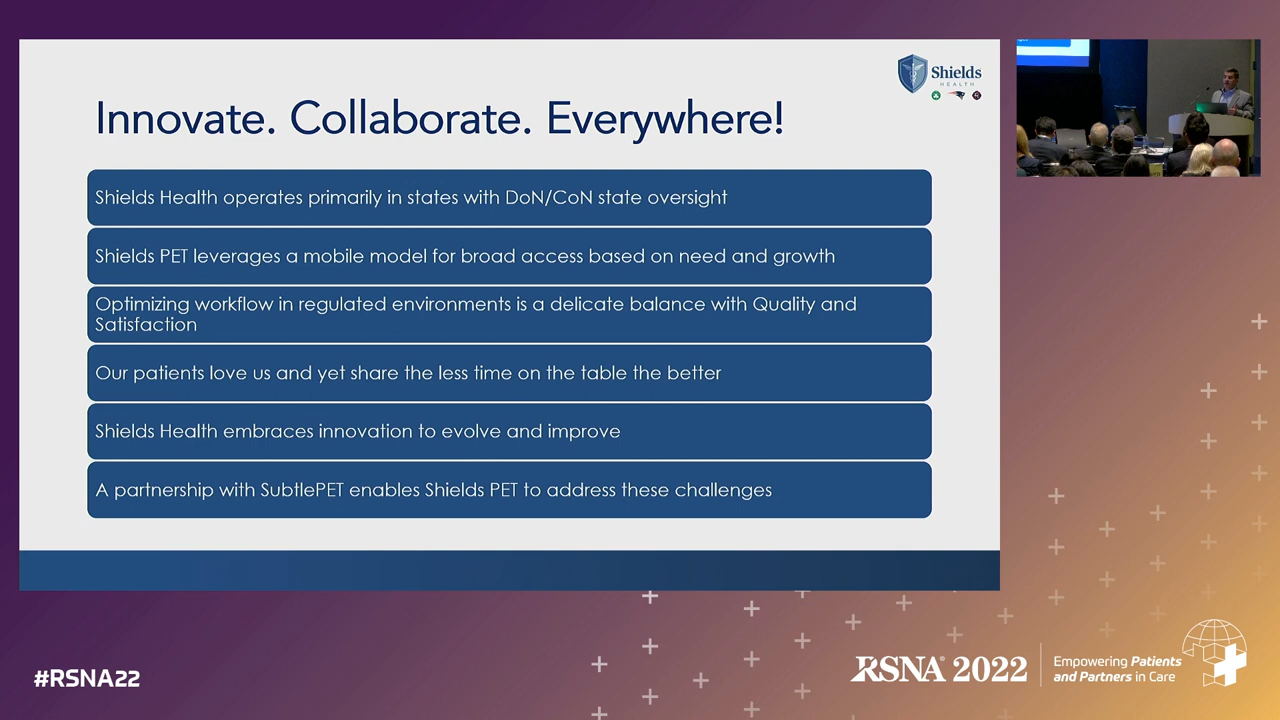 Shields
HEALTH
Innovate. Collaborate. Everywhere!
Shields Health operates primarily in states with DoN/CoN state oversight
Shields PET leverages a mobile model for broad access based on need and growth
Optimizing workflow in regulated environments is a delicate balance with Quality and
Satisfaction
Our patients love us and yet share the less time on the table the better
Shields Health embraces innovation to evolve and improve
A partnership with SubtlePET enables Shields PET to address these challenges
#RSNA22
RSNA® 2022
Empowering Patients
and Partners in Care